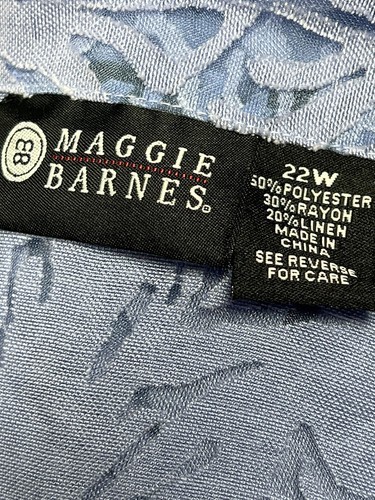 MAGGIE
BARNES
22W
50% POLYESTER
30% RAYON
20% LINEN
MADE IN
CHINA
SEE REVERSE
FOR CARE